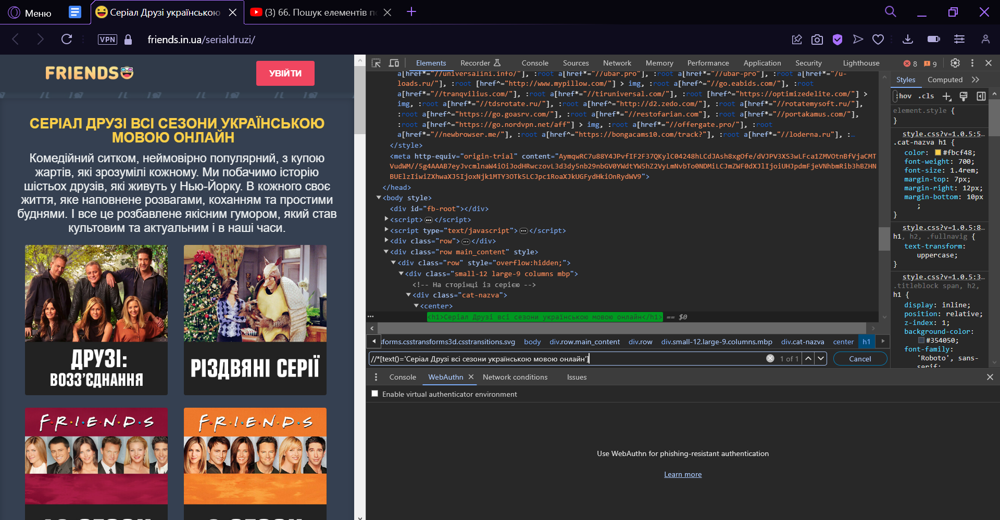 Меню
Серіал Друзі українською
(3) 66. Пошук елементів по
VPN
friends.in.ua/serialdruzi/
FRIENDS
УВІЙТИ
СЕРІАЛ ДРУЗІ ВСІ СЕЗОНИ УКРАЇНСЬКОЮ
МОВОЮ ОНЛАЙН
Комедійний ситком, неймовірно популярний, з купою
жартів, які зрозумілі кожному. Ми побачимо історію
шістьох друзів, які живуть у Нью-Йорку. В кожного своє
життя, яке наповнене розвагами, коханням та простими
буднями. І все це розбавлене якісним гумором, який став
культовим та актуальним і в наші часи.
ДРУЗІ:
ВОЗЗ’ЄДНАННЯ
РІЗДВЯНІ СЕРІЇ
F·R·I·E·N·D·S
F·R·I·E·N·D·S
Elements Recorder Console Sources Network Memory Performance Application Security Lighthouse 8 9
a[href*="//universalini.info/"], :root a[href*="//ubar.pro"], :root a[href*="//ubar-pro"], :root a[href*="/u-
loads.ru/"], :root [href^="http://www.mypillow.com/"] > img, :root a[href^="//go.eabids.com/"], :root
a[href*="//tranqvilius.com/"], :root a[href*="//tiruniversal.com/"], :root [href^="https://optimizedelite.com/"] >
img, :root a[href*="//tdsrotate.ru/"], :root a[href^="http://d2.zedo.com/"], :root a[href*="//rotatemysoft.ru/"],
:root a[href^="https://go.goasrv.com/"], :root a[href*="//restofarian.com"], :root a[href*="//portakamus.com/"],
:root a[href^="https://go.nordvpn.net/aff"] > img, :root a[href*="//offergate.pro/"], :root
a[href*="//newbrowser.me/"], :root a[href^="https://bongacams10.com/track?"], :root a[href*="//loderna.ru"], :…
</style>
<meta http-equiv="origin-trial" content="AymqwRC7u88Y4JPvfIF2F37QKylC04248hLCdJAsh8xgOfe/dVJPV3XS3wLFca1ZMVOtnBfVjaCMT
VudWM//5g4AAAB7eyJvcmlnaW4iOiJodHRwczovL3d3dy5nb29nbGV0YWdtYW5hZ2VyLmNvbTo0NDMiLCJmZWF0dXJlIjoiUHJpdmFjeVNhbmRib3hBZHN
BUElzIiwiZXhwaXJ5IjoxNjk1MTY3OTk5LCJpc1RoaXJkUGFydHkiOnRydWV9">
</head>
<body style>
<div id="fb-root"></div>
<script>…</script>
<script type="text/javascript">…</script>
<div class="row">…</div>
<div class="row main_content" style>
<div class="row" style="overflow:hidden;">
<div class="small-12 large-9 columns mbp">
<!-- На сторінці із серією -->
<div class="cat-nazva">
<center>
… <h1>Серіал Друзі всі сезони українською мовою онлайн</h1> == $0
sforms.csstransforms3d.csstransitions.svg body div.row.main_content div.row div.small-12.large-9.columns.mbp div.cat-nazva center h1
//*[text()='Серіал Друзі всі сезони українською мовою онлайн'] 1 of 1 Cancel
Console WebAuthn Network conditions Issues
Enable virtual authenticator environment
Use WebAuthn for phishing-resistant authentication
Learn more
Styles Computed
:hov .cls
element.style {
}
style.css?v=1.0.5:5…
.cat-nazva h1 {
color: #fbcf48;
font-weight: 700;
font-size: 1.4rem;
margin-top: 7px;
margin-right: 12px;
margin-bottom: 10px
;
}
style.css?v=1.0.5:8…
h1, h2, .fullnavig {
text-transform:
uppercase;
}
style.css?v=1.0.5:3…
.titleblock span, h2,
h1 {
display: inline;
position: relative;
z-index: 1;
background-color:
#354050;
font-family:
'Roboto', sans-
serif;